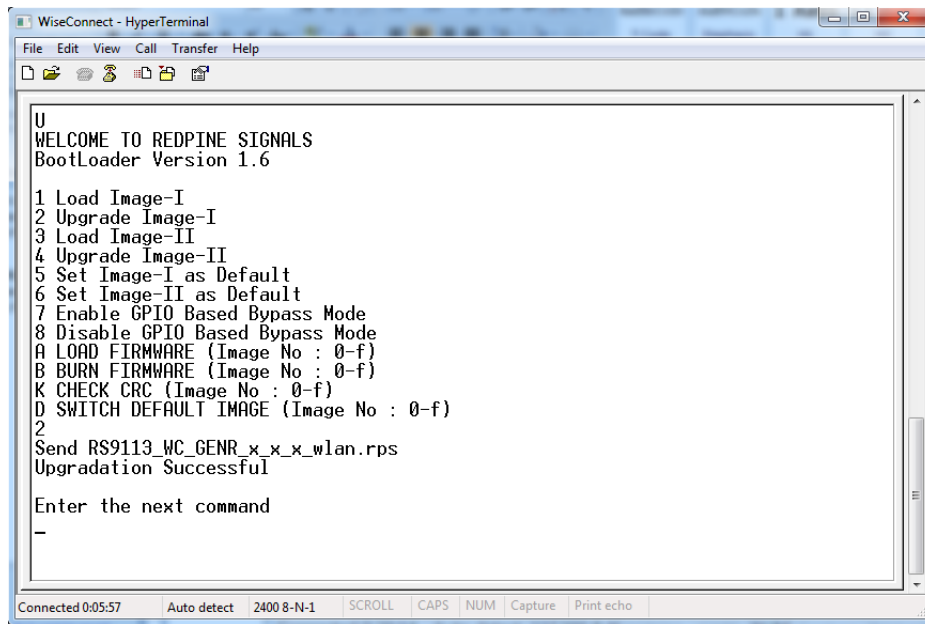 WiseConnect - HyperTerminal
File Edit View Call Transfer Help
U
WELCOME TO REDPINE SIGNALS
BootLoader Version 1.6
1 Load Image-I
2 Upgrade Image-I
3 Load Image-II
4 Upgrade Image-II
5 Set Image-I as Default
6 Set Image-II as Default
7 Enable GPIO Based Bypass Mode
8 Disable GPIO Based Bypass Mode
A LOAD FIRMWARE (Image No : 0-f)
B BURN FIRMWARE (Image No : 0-f)
K CHECK CRC (Image No : 0-f)
D SWITCH DEFAULT IMAGE (Image No : 0-f)
2
Send RS9113_WC_GENR_x_x_x_wlan.rps
Upgradation Successful
Enter the next command
_
Connected 0:05:57 Auto detect 2400 8-N-1 SCROLL CAPS NUM Capture Print echo